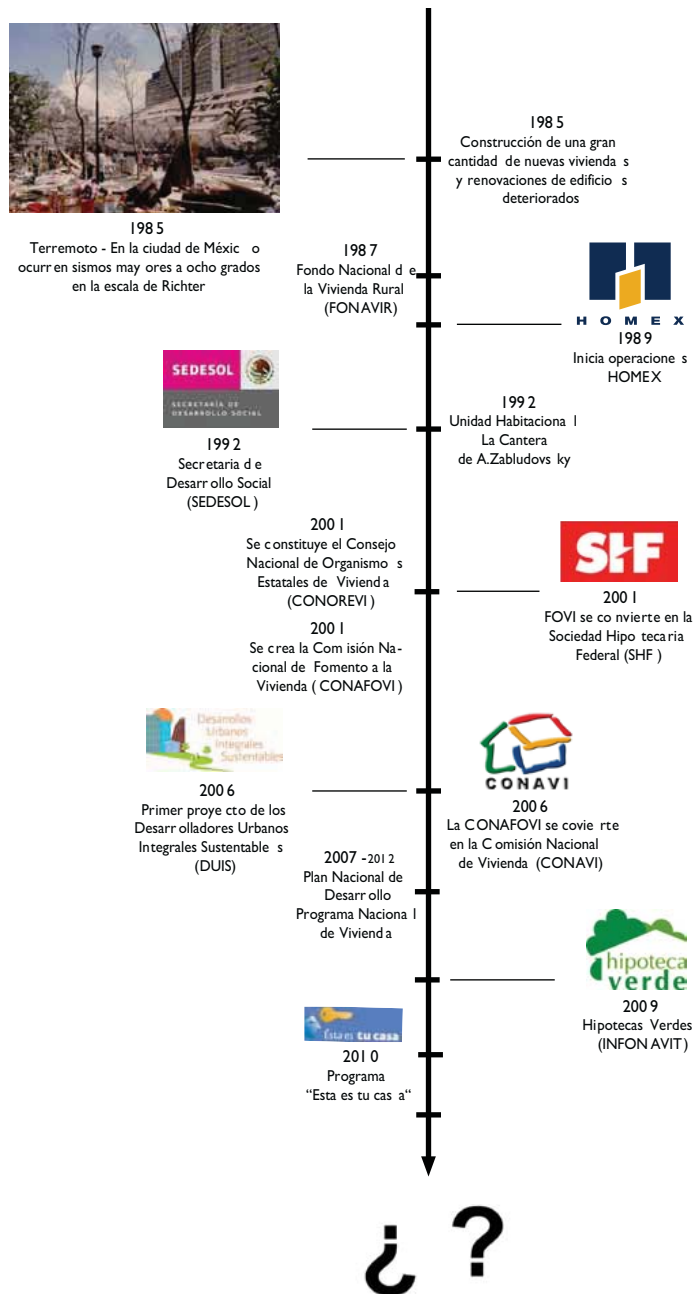 1985
Terremoto - En la ciudad de México
ocurren sismos mayores a ocho grados
en la escala de Richter
1985
Construcción de una gran
cantidad de nuevas viviendas
y renovaciones de edificios
deteriorados
1987
Fondo Nacional de
la Vivienda Rural
(FONAVIR)
HOMEX
1989
Inicia operaciones
HOMEX
SEDESOL
SECRETARÍA DE
DESARROLLO SOCIAL
1992
Secretaria de
Desarrollo Social
(SEDESOL)
1992
Unidad Habitacional
La Cantera
de A.Zabludovsky
2001
Se constituye el Consejo
Nacional de Organismos
Estatales de Vivienda
(CONOREVI)
SHF
2001
FOVI se convierte en la
Sociedad Hipotecaria
Federal (SHF)
2001
Se crea la Comisión Na-
cional de Fomento a la
Vivienda (CONAFOVI)
Desarrollos
Urbanos
Integrales
Sustentables
2006
Primer proyecto de los
Desarrolladores Urbanos
Integrales Sustentables
(DUIS)
CONAVI
2006
La CONAFOVI se covierte
en la Comisión Nacional
de Vivienda (CONAVI)
2007 -2012
Plan Nacional de
Desarrollo
Programa Nacional
de Vivienda
hipoteca
verde
2009
Hipotecas Verdes
(INFONAVIT)
Ésta es tu casa
2010
Programa
“Esta es tu casa“
¿ ?